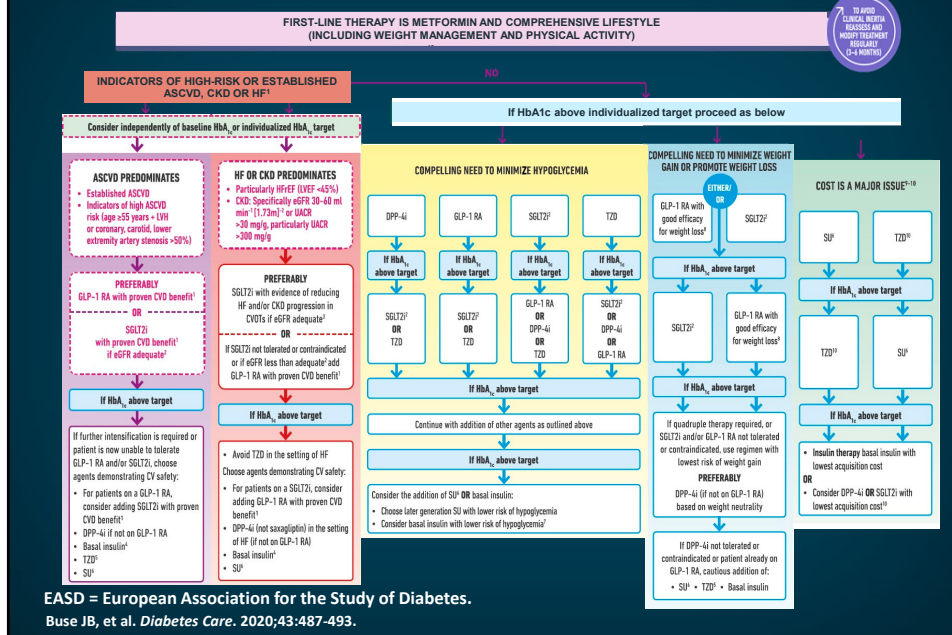 FIRST-LINE THERAPY IS METFORMIN AND COMPREHENSIVE LIFESTYLE
(INCLUDING WEIGHT MANAGEMENT AND PHYSICAL ACTIVITY)
TO AVOID
CLINICAL INERTIA
REASSESS AND
MODIFY TREATMENT
REGULARLY
(3–6 MONTHS)
INDICATORS OF HIGH-RISK OR ESTABLISHED
ASCVD, CKD OR HF¹
NO
If HbA1c above individualized target proceed as below
Consider independently of baseline HbA₁c or individualized HbA₁c target
ASCVD PREDOMINATES
• Established ASCVD
• Indicators of high ASCVD
risk (age ≥55 years + LVH
or coronary, carotid, lower
extremity artery stenosis >50%)
PREFERABLY
GLP-1 RA with proven CVD benefit¹
OR
SGLT2i
with proven CVD benefit¹
if eGFR adequate²
If HbA₁c above target
If further intensification is required or
patient is now unable to tolerate
GLP-1 RA and/or SGLT2i, choose
agents demonstrating CV safety:
• For patients on a GLP-1 RA,
consider adding SGLT2i with proven
CVD benefit¹
• DPP-4i if not on GLP-1 RA
• Basal insulin⁴
• TZD⁵
• SU⁶
HF OR CKD PREDOMINATES
• Particularly HFrEF (LVEF <45%)
• CKD: Specifically eGFR 30-60 ml
min⁻¹ [1.73m]⁻² or UACR
>30 mg/g, particularly UACR
>300 mg/g
PREFERABLY
SGLT2i with evidence of reducing
HF and/or CKD progression in
CVOTs if eGFR adequate³
OR
If SGLT2i not tolerated or contraindicated
or if eGFR less than adequate² add
GLP-1 RA with proven CVD benefit¹
If HbA₁c above target
• Avoid TZD in the setting of HF
Choose agents demonstrating CV safety:
• For patients on a SGLT2i, consider
adding GLP-1 RA with proven CVD
benefit¹
• DPP-4i (not saxagliptin) in the setting
of HF (if not on GLP-1 RA)
• Basal insulin⁴
• SU⁶
COMPELLING NEED TO MINIMIZE HYPOGLYCEMIA
DPP-4i
GLP-1 RA
SGLT2i²
TZD
If HbA₁c
above target
If HbA₁c
above target
If HbA₁c
above target
If HbA₁c
above target
SGLT2i²
OR
TZD
SGLT2i²
OR
TZD
GLP-1 RA
OR
DPP-4i
OR
TZD
SGLT2i²
OR
DPP-4i
OR
GLP-1 RA
If HbA₁c above target
Continue with addition of other agents as outlined above
If HbA₁c above target
Consider the addition of SU⁶ OR basal insulin:
• Choose later generation SU with lower risk of hypoglycemia
• Consider basal insulin with lower risk of hypoglycemia⁷
COMPELLING NEED TO MINIMIZE WEIGHT
GAIN OR PROMOTE WEIGHT LOSS
EITHER/
OR
GLP-1 RA with
good efficacy
for weight loss⁸
SGLT2i²
If HbA₁c above target
SGLT2i²
GLP-1 RA with
good efficacy
for weight loss⁸
If HbA₁c above target
If quadruple therapy required, or
SGLT2i and/or GLP-1 RA not tolerated
or contraindicated, use regimen with
lowest risk of weight gain
PREFERABLY
DPP-4i (if not on GLP-1 RA)
based on weight neutrality
If DPP-4i not tolerated or
contraindicated or patient already on
GLP-1 RA, cautious addition of:
• SU⁶ • TZD⁵ • Basal insulin
COST IS A MAJOR ISSUE⁹⁻¹⁰
SU⁶
TZD¹⁰
If HbA₁c above target
TZD¹⁰
SU⁶
If HbA₁c above target
• Insulin therapy basal insulin with
lowest acquisition cost
OR
• Consider DPP-4i OR SGLT2i with
lowest acquisition cost¹⁰
EASD = European Association for the Study of Diabetes.
Buse JB, et al. Diabetes Care. 2020;43:487-493.